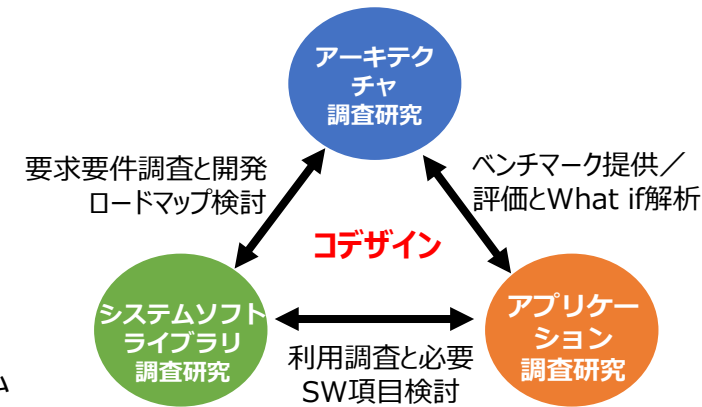 アーキテク
チャ
調査研究
要求要件調査と開発
ロードマップ検討
ベンチマーク提供／
評価とWhat if解析
コデザイン
システムソフト
ライブラリ
調査研究
アプリケー
ション
調査研究
利用調査と必要
SW項目検討